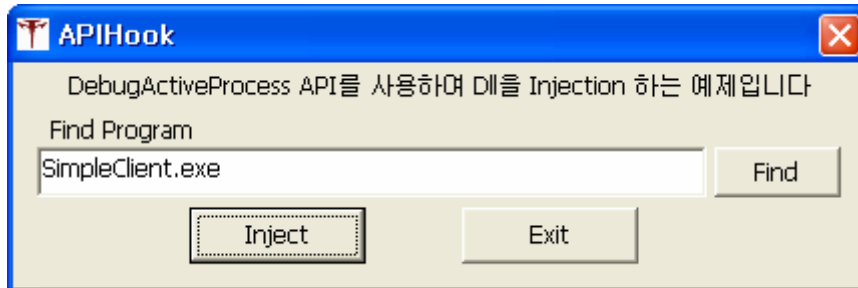 APIHook
DebugActiveProcess API를 사용하여 Dll을 Injection 하는 예제입니다
Find Program
SimpleClient.exe Find
Inject Exit